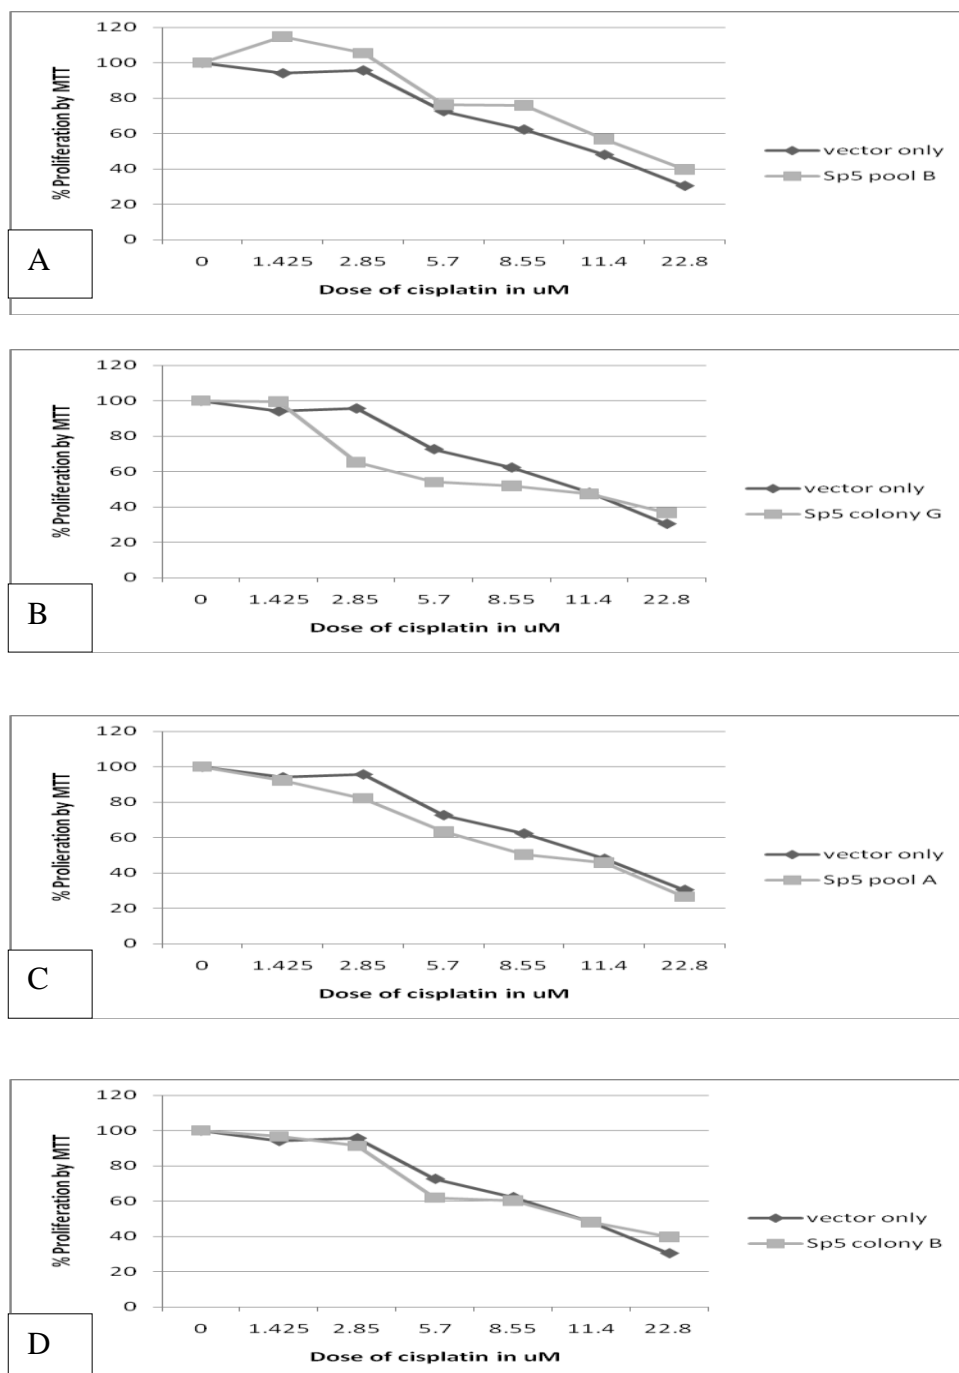 120
100
80
60
40
20
0
% Proliferation by MTT
0 1.425 2.85 5.7 8.55 11.4 22.8
Dose of cisplatin in uM
vector only
Sp5 pool B
A
120
100
80
60
40
20
0
% Proliferation by MTT
0 1.425 2.85 5.7 8.55 11.4 22.8
Dose of cisplatin in uM
vector only
Sp5 colony G
B
120
100
80
60
40
20
0
% Prolieration by MTT
0 1.425 2.85 5.7 8.55 11.4 22.8
Dose of cisplatin in uM
vector only
Sp5 pool A
C
120
100
80
60
40
20
0
% Proliferation by MTT
0 1.425 2.85 5.7 8.55 11.4 22.8
Dose of cisplatin in uM
vector only
Sp5 colony B
D